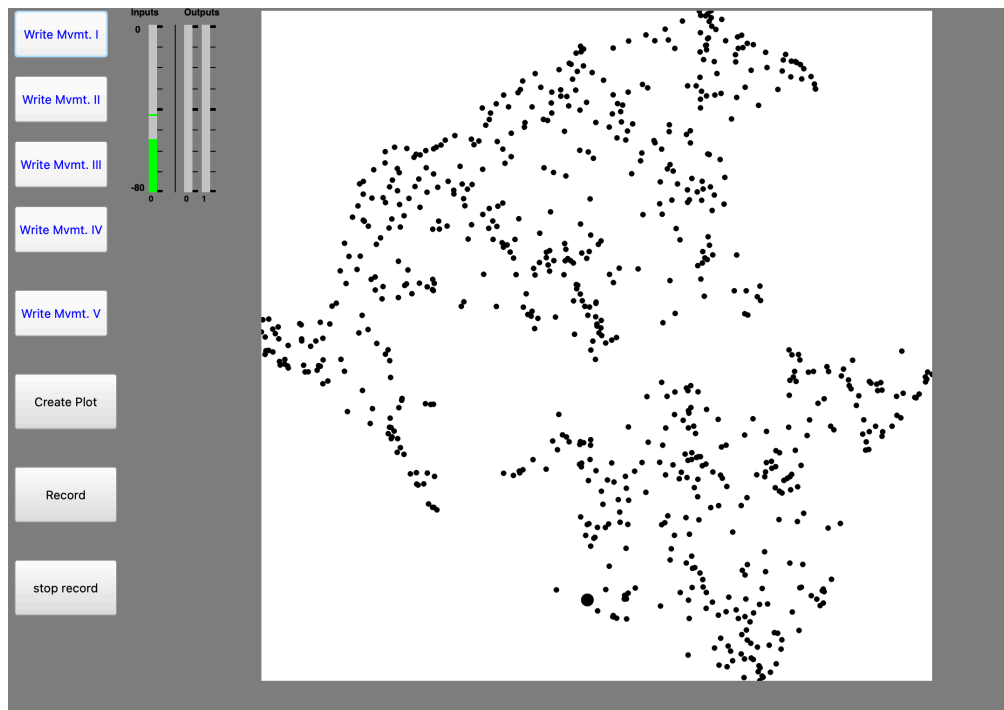 Write Mvmt. I
Write Mvmt. II
Write Mvmt. III
Write Mvmt. IV
Write Mvmt. V
Create Plot
Record
stop record
Inputs Outputs
0
-80
0 0 1